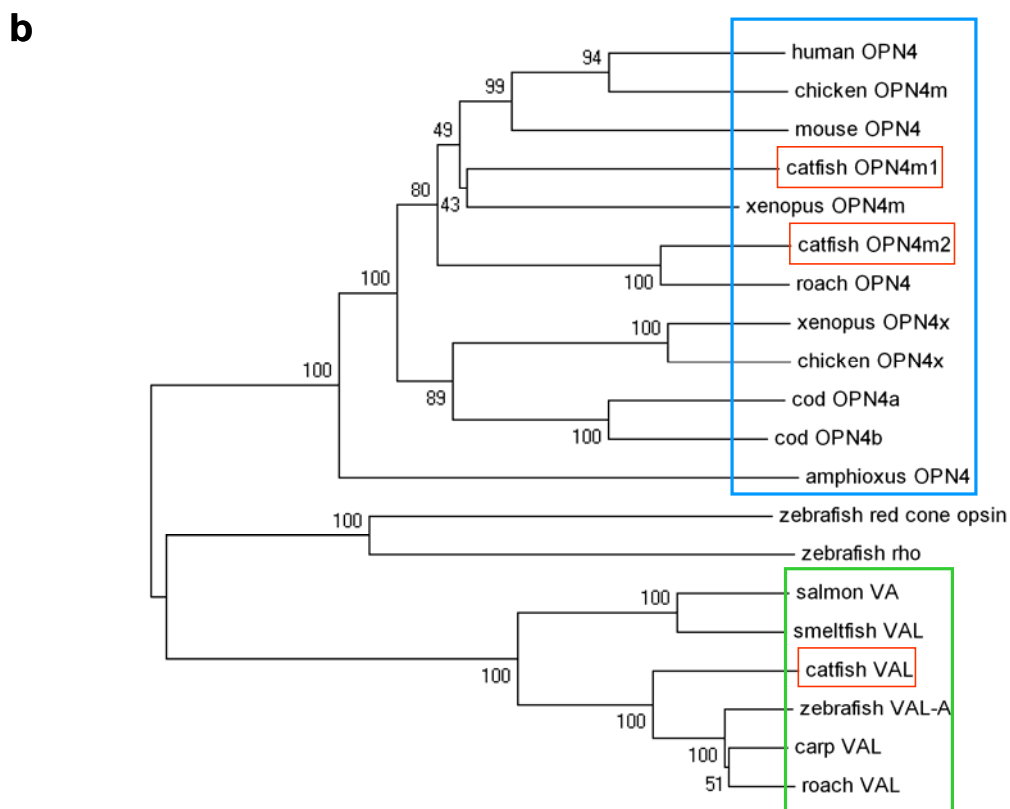 b
94
human OPN4
99
chicken OPN4m
49
mouse OPN4
catfish OPN4m1
80
43
xenopus OPN4m
catfish OPN4m2
100
100
roach OPN4
100
xenopus OPN4x
100
chicken OPN4x
89
cod OPN4a
100
cod OPN4b
amphioxus OPN4
100
zebrafish red cone opsin
zebrafish rho
100
salmon VA
smeltfish VAL
100
catfish VAL
100
zebrafish VAL-A
100
carp VAL
51
roach VAL